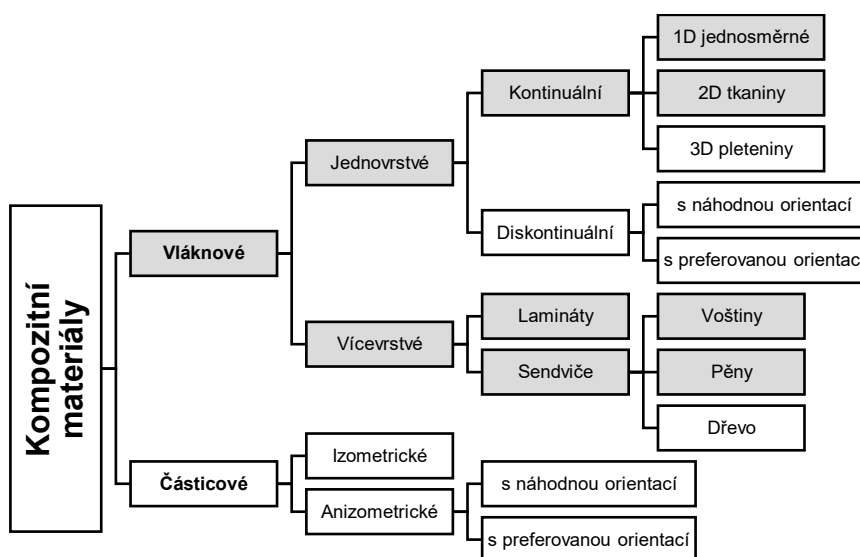 Kompozitní
materiály
Vláknové
Jednovrstvé
Kontinuální
1D jednosměrné
2D tkaniny
3D pleteniny
Diskontinuální
s náhodnou orientací
s preferovanou orientac
Vícevrstvé
Lamináty
Sendviče
Voštiny
Pěny
Dřevo
Částicové
Izometrické
Anizometrické
s náhodnou orientací
s preferovanou orientací